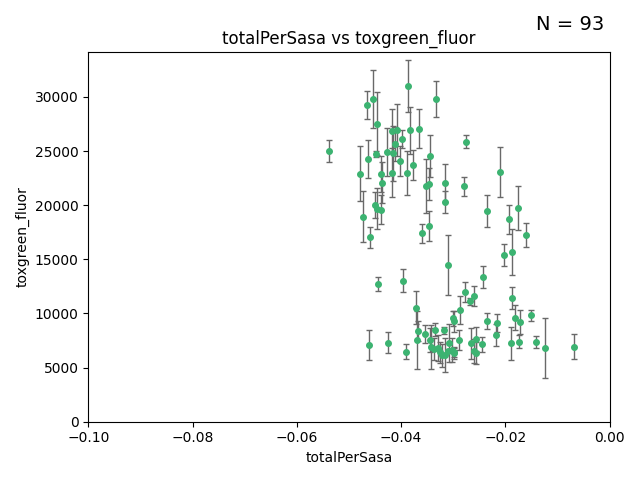 N = 93
totalPerSasa vs toxgreen_fluor
30000
25000
20000
15000
10000
5000
0
toxgreen_fluor
−0.10 −0.08 −0.06 −0.04 −0.02 0.00
totalPerSasa